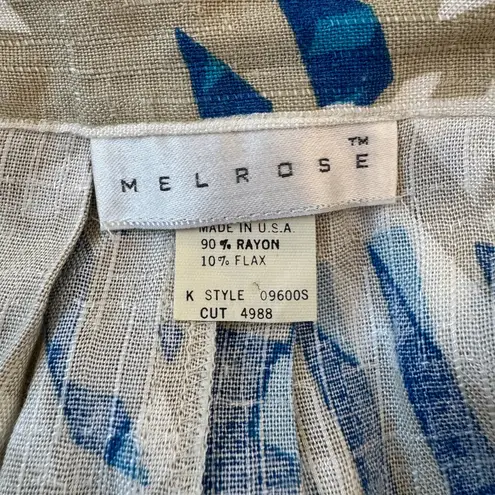 MELROSE™
MADE IN U.S.A.
90% RAYON
10% FLAX
K STYLE 09600S
CUT 4988